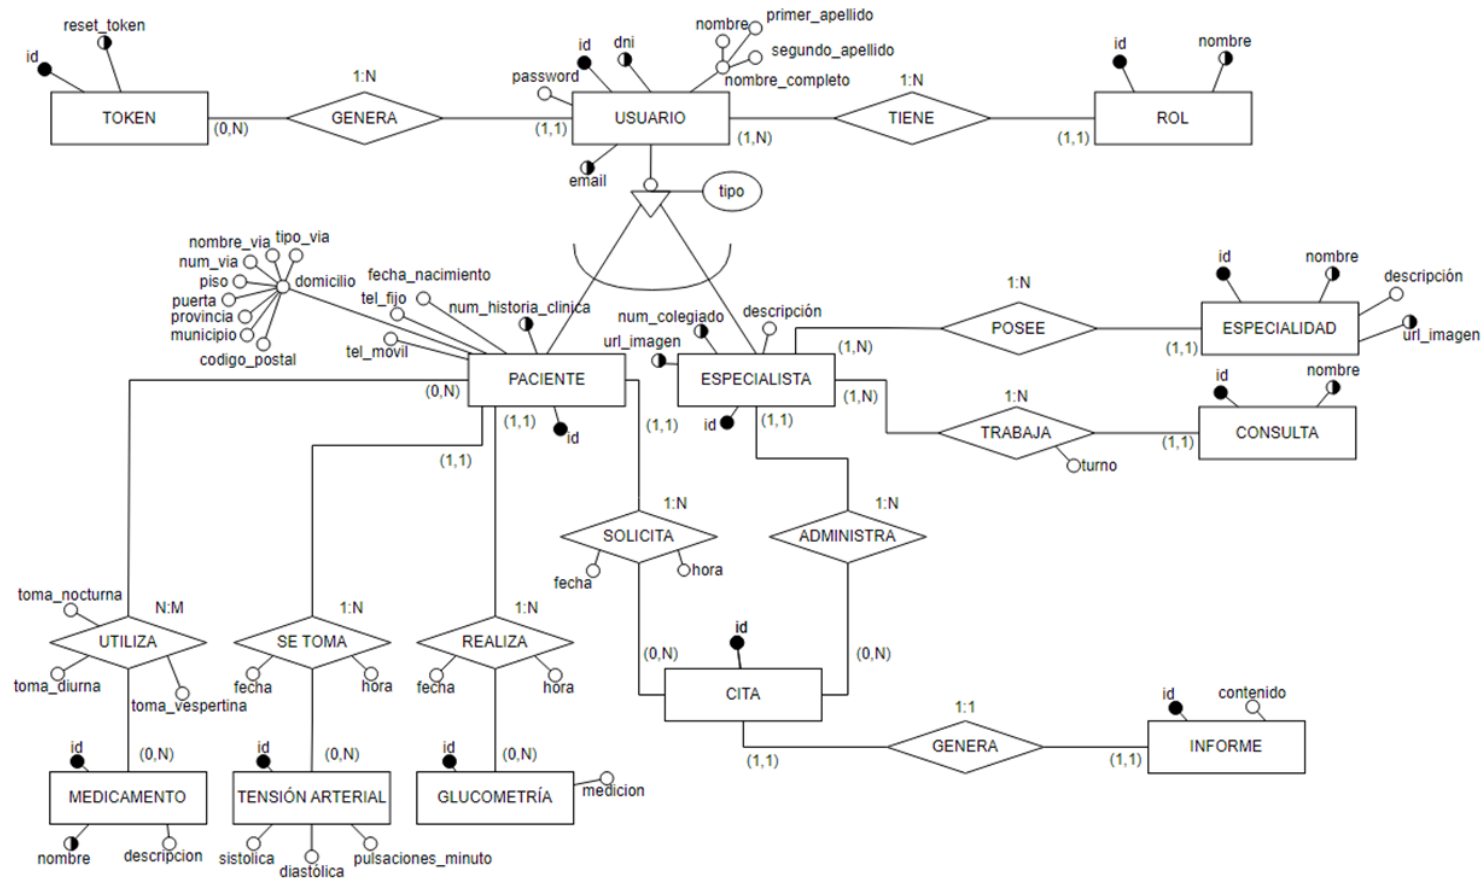 reset_token
id
TOKEN
(0,N)
1:N
GENERA
(1,1)
password
id
dni
nombre
primer_apellido
segundo_apellido
nombre_completo
USUARIO
email
(1,N)
1:N
TIENE
(1,1)
id
nombre
ROL
tipo
nombre_via
tipo_via
num_via
piso
domicilio
puerta
provincia
municipio
codigo_postal
fecha_nacimiento
tel_fijo
num_historia_clinica
tel_movil
PACIENTE
id
(0,N)
(1,1)
(1,1)
(1,1)
num_colegiado
descripción
url_imagen
ESPECIALISTA
id
(1,1)
(1,N)
(1,N)
1:N
POSEE
(1,1)
id
nombre
descripción
ESPECIALIDAD
url_imagen
1:N
TRABAJA
turno
(1,1)
id
nombre
CONSULTA
1:N
SOLICITA
fecha
hora
(0,N)
1:N
ADMINISTRA
(0,N)
toma_nocturna
N:M
UTILIZA
toma_diurna
toma_vespertina
(0,N)
1:N
SE TOMA
fecha
hora
(0,N)
1:N
REALIZA
fecha
hora
(0,N)
id
CITA
(1,1)
1:1
GENERA
(1,1)
id
contenido
INFORME
id
MEDICAMENTO
nombre
descripcion
id
TENSIÓN ARTERIAL
sistolica
diastólica
pulsaciones_minuto
id
GLUCOMETRÍA
medicion